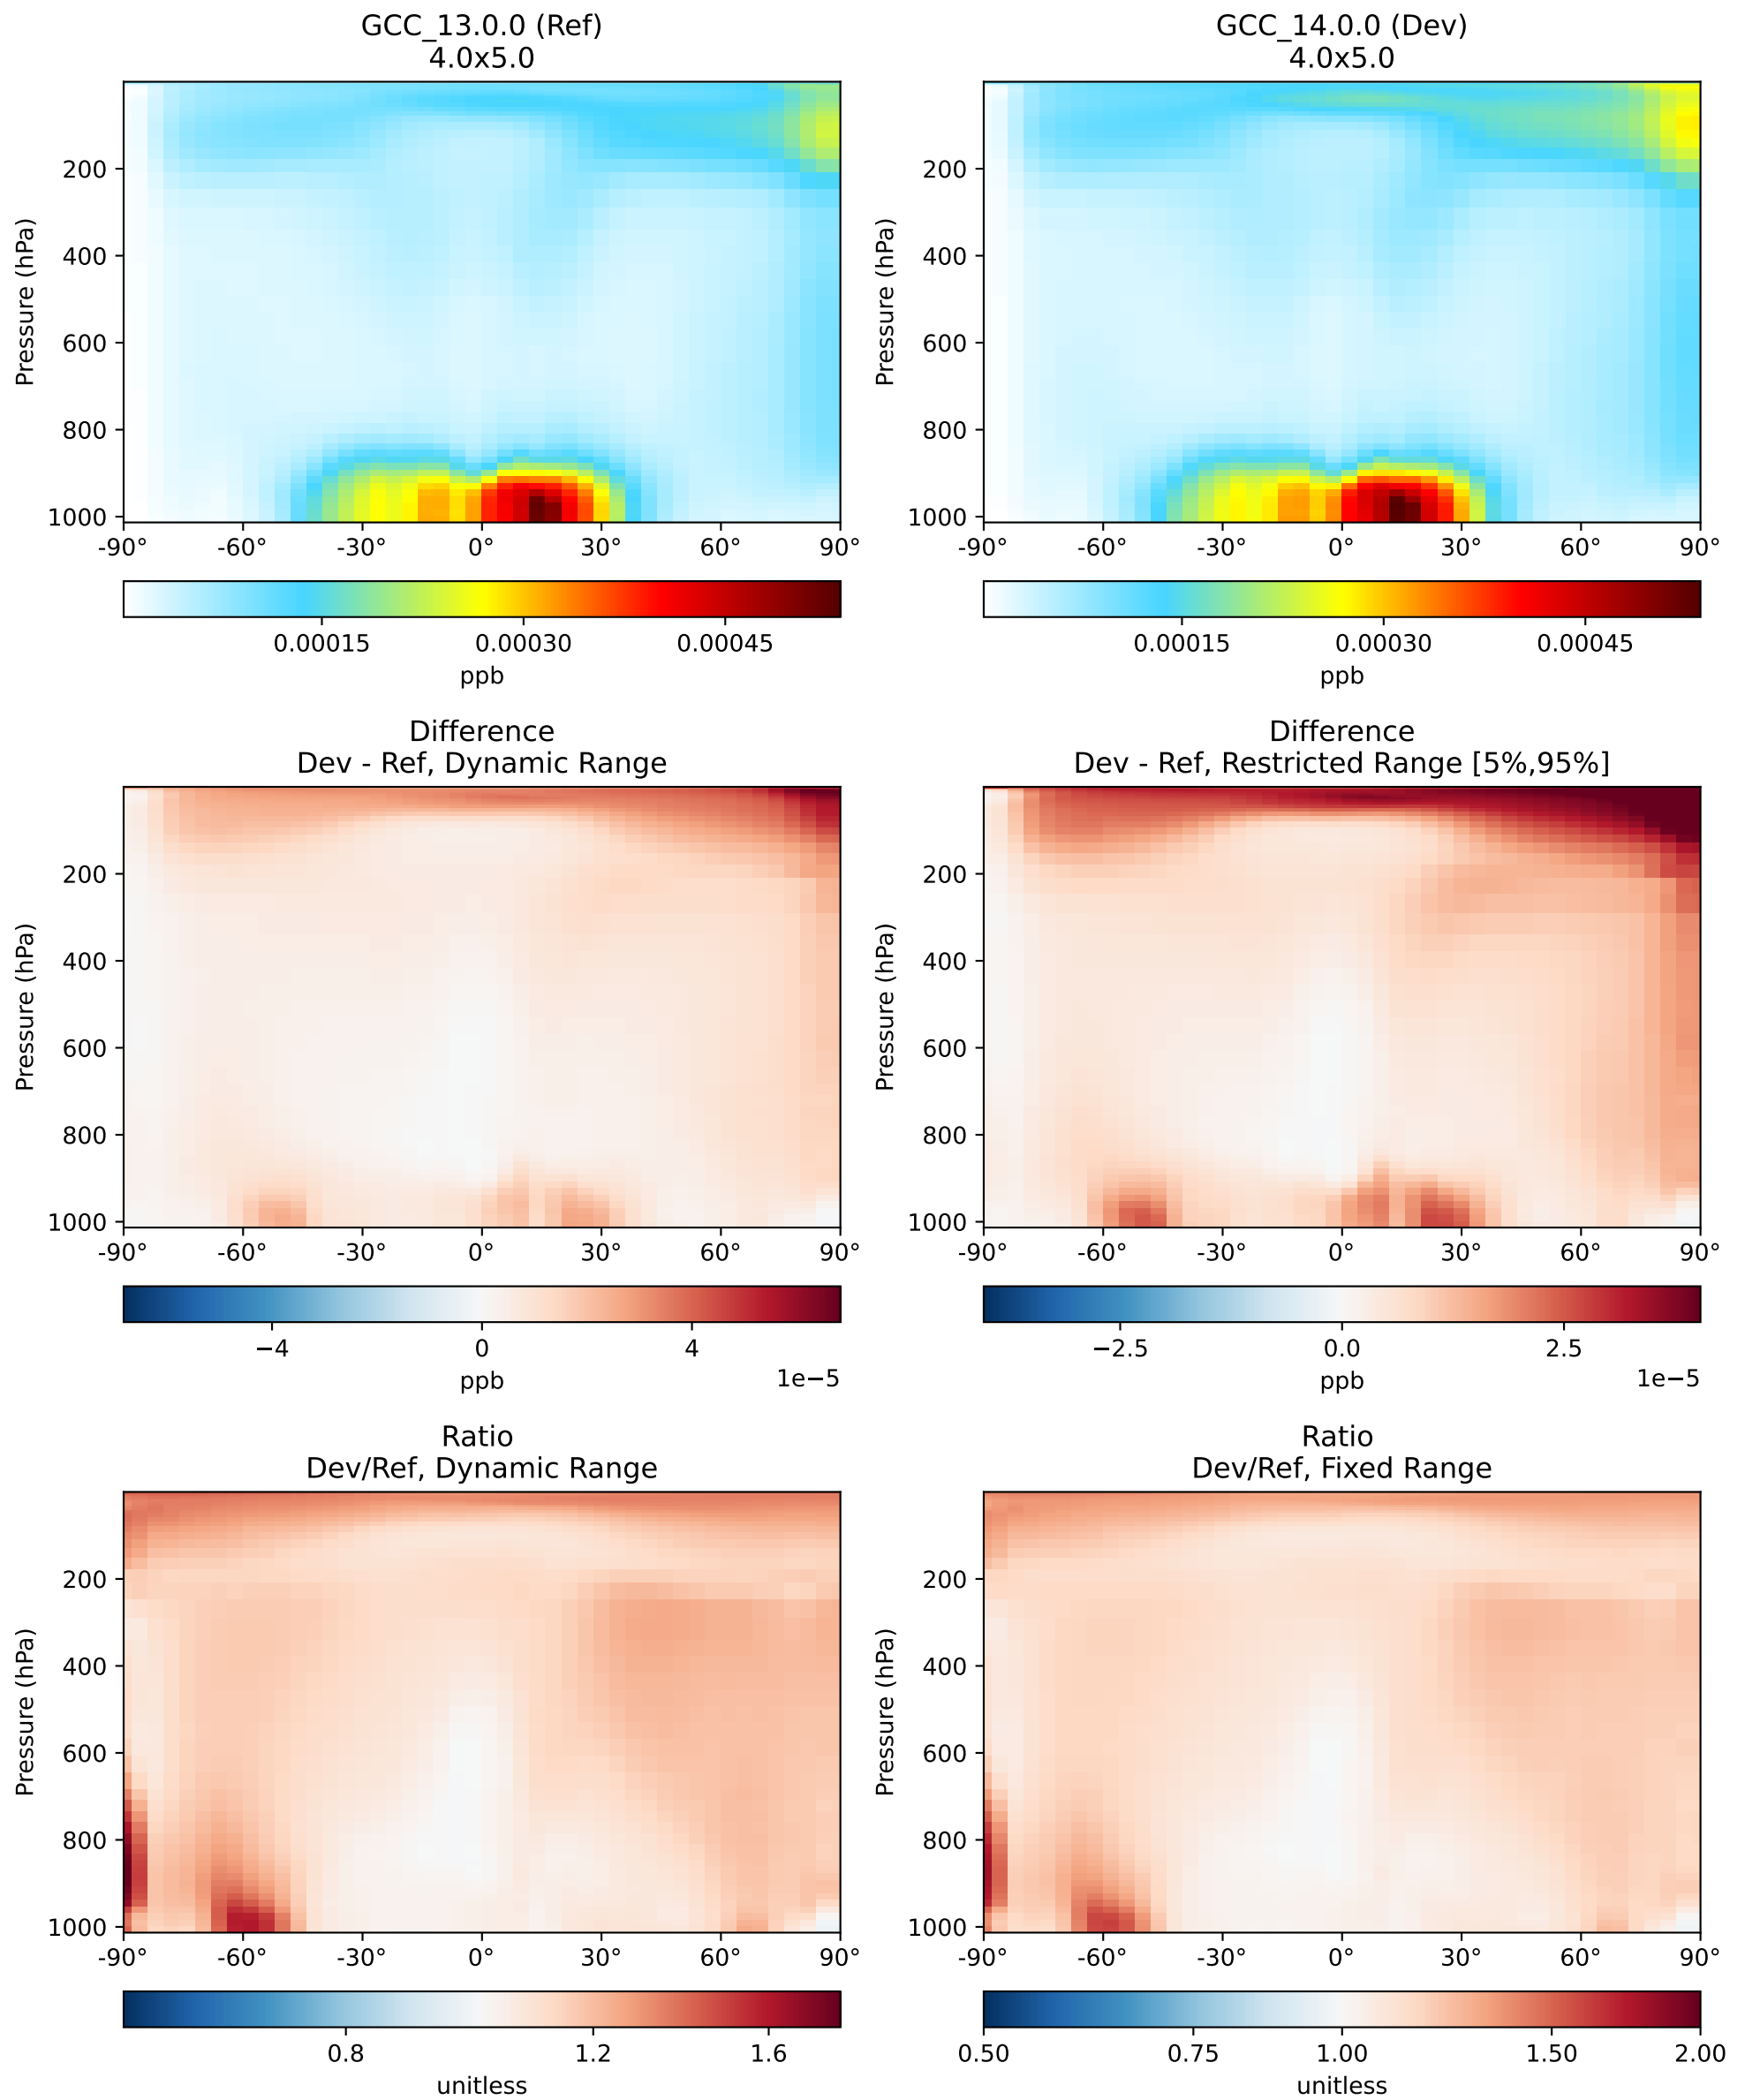 GCC_13.0.0 (Ref)
4.0x5.0
Pressure (hPa)
200
400
600
800
1000
-90° -60° -30° 0° 30° 60° 90°
0.00015 0.00030 0.00045
ppb
GCC_14.0.0 (Dev)
4.0x5.0
Pressure (hPa)
200
400
600
800
1000
-90° -60° -30° 0° 30° 60° 90°
0.00015 0.00030 0.00045
ppb
Difference
Dev - Ref, Dynamic Range
Pressure (hPa)
200
400
600
800
1000
-90° -60° -30° 0° 30° 60° 90°
−4 0 4
ppb
1e−5
Difference
Dev - Ref, Restricted Range [5%,95%]
Pressure (hPa)
200
400
600
800
1000
-90° -60° -30° 0° 30° 60° 90°
−2.5 0.0 2.5
ppb
1e−5
Ratio
Dev/Ref, Dynamic Range
Pressure (hPa)
200
400
600
800
1000
-90° -60° -30° 0° 30° 60° 90°
0.8 1.2 1.6
unitless
Ratio
Dev/Ref, Fixed Range
Pressure (hPa)
200
400
600
800
1000
-90° -60° -30° 0° 30° 60° 90°
0.50 0.75 1.00 1.50 2.00
unitless